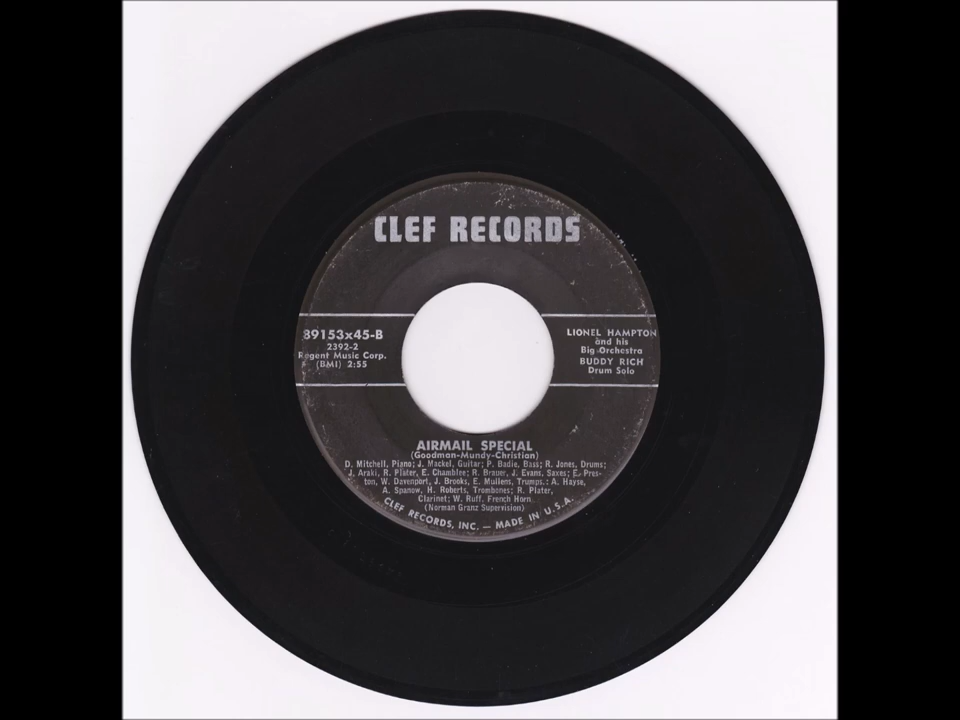 CLEF RECORDS
89153x45-B
2392-2
Regent Music Corp.
(BMI) 2:55
LIONEL HAMPTON
and his
Big Orchestra
BUDDY RICH
Drum Solo
AIRMAIL SPECIAL
(Goodman-Mundy-Christian)
D. Mitchell, Piano; J. Mackel, Guitar; P. Badie, Bass; R. Jones, Drums;
J. Araki, R. Plater, E. Chamblee; R. Brauer, J. Evans, Saxes; E. Pres-
ton, W. Davenport, J. Brooks, E. Mullens, Trumps.: A. Hayse,
A. Spanow, H. Roberts, Trombones; R. Plater,
Clarinet; W. Ruff, French Horn
(Norman Granz Supervision)
CLEF RECORDS, INC. — MADE IN U.S.A.